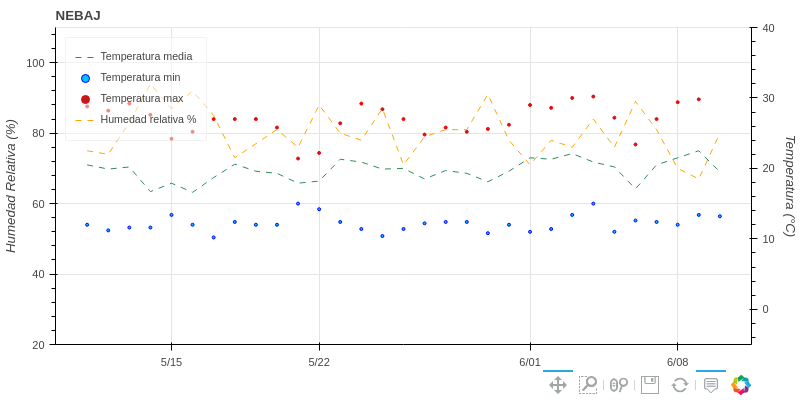 NEBAJ
Temperatura media
Temperatura min
Temperatura max
Humedad relativa %
Humedad Relativa (%)
100
80
60
40
20
Temperatura (°C)
40
30
20
10
0
5/15
5/22
6/01
6/08